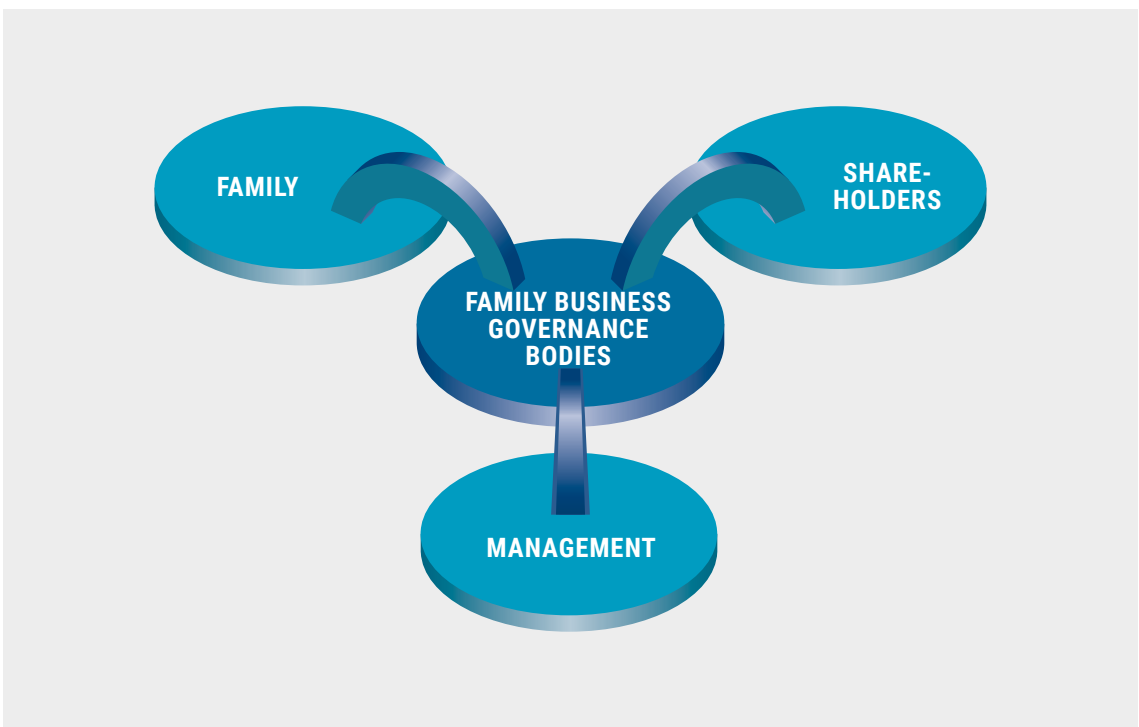 FAMILY
SHARE-
HOLDERS
FAMILY BUSINESS
GOVERNANCE
BODIES
MANAGEMENT